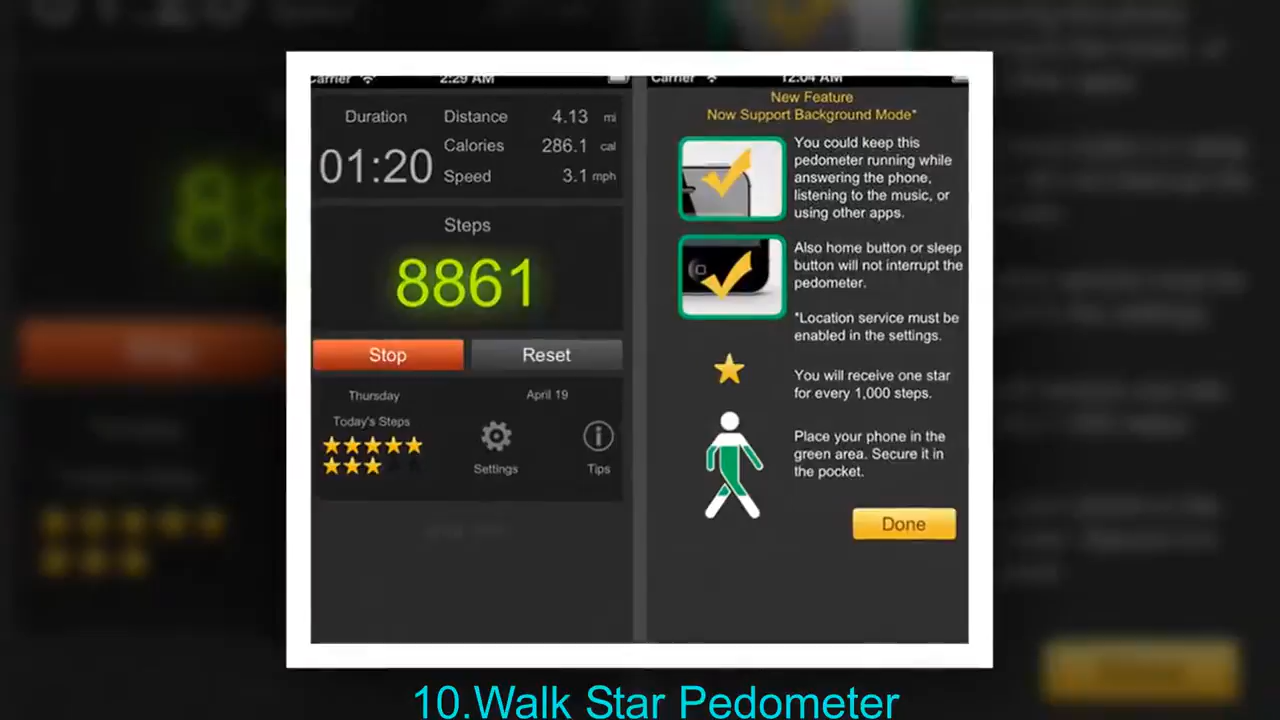 Carrier 2:29 AM
Duration
01:20
Distance 4.13 mi
Calories 286.1 cal
Speed 3.1 mph
Steps
8861
Stop Reset
Thursday April 19
Today's Steps
Settings Tips
Carrier 12:04 AM
New Feature
Now Support Background Mode*
You could keep this
pedometer running while
answering the phone,
listening to the music, or
using other apps.
Also home button or sleep
button will not interrupt the
pedometer.
*Location service must be
enabled in the settings.
You will receive one star
for every 1,000 steps.
Place your phone in the
green area. Secure it in
the pocket.
Done
10.Walk Star Pedometer